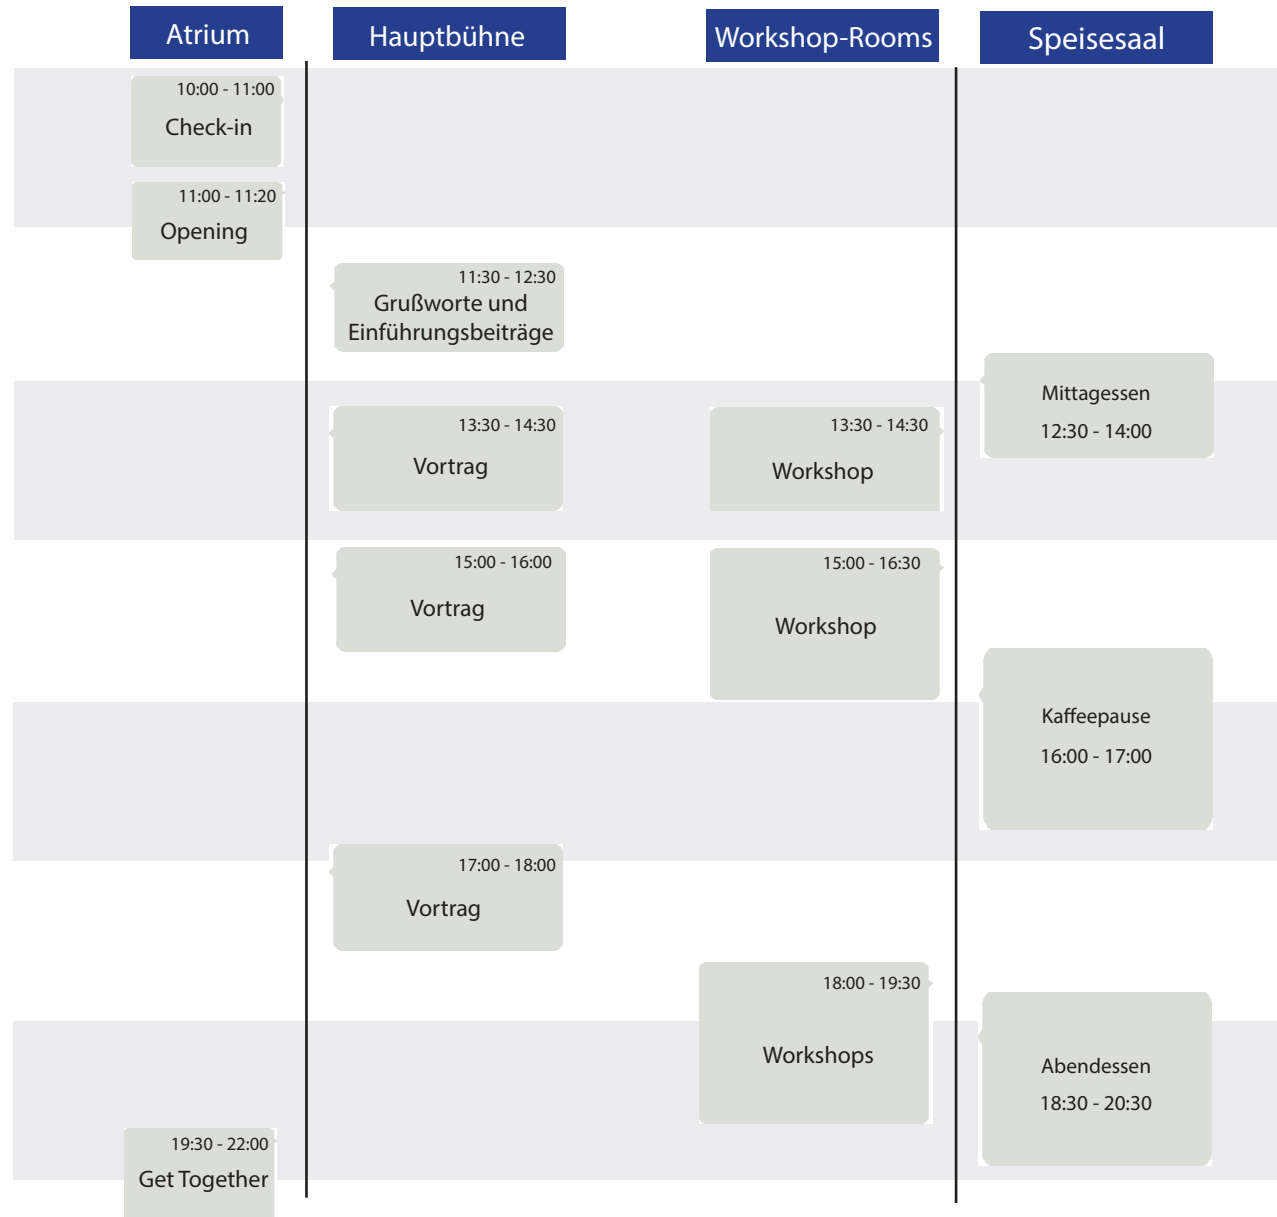 Atrium
Hauptbühne
Workshop-Rooms
Speisesaal
10:00 - 11:00
Check-in
11:00 - 11:20
Opening
11:30 - 12:30
Grußworte und
Einführungsbeiträge
Mittagessen
12:30 - 14:00
13:30 - 14:30
Vortrag
13:30 - 14:30
Workshop
15:00 - 16:00
Vortrag
15:00 - 16:30
Workshop
Kaffeepause
16:00 - 17:00
17:00 - 18:00
Vortrag
18:00 - 19:30
Workshops
Abendessen
18:30 - 20:30
19:30 - 22:00
Get Together